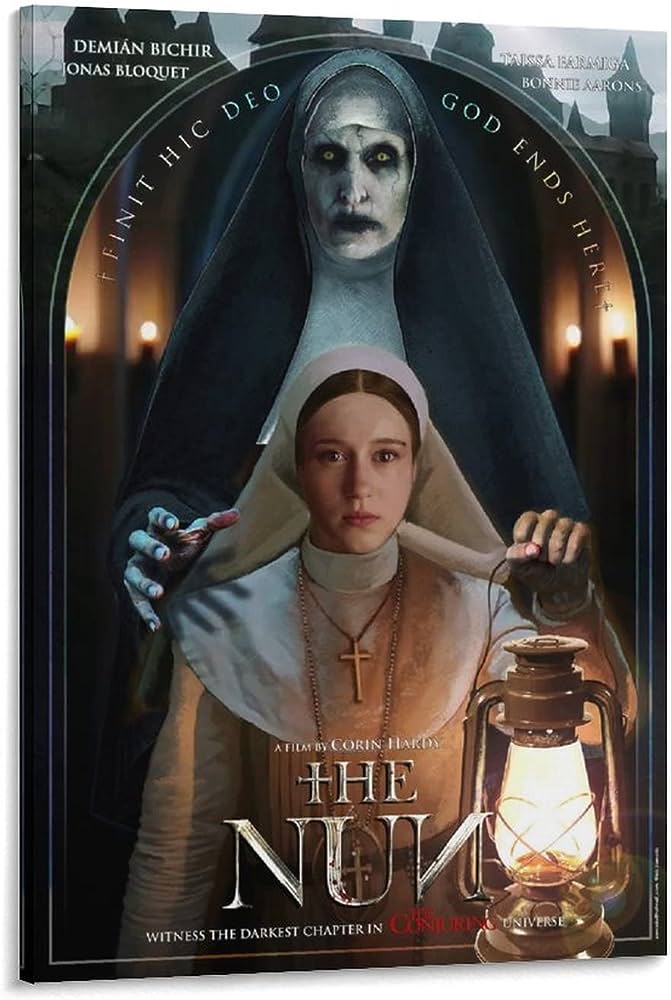 DEMIÁN BICHIR
JONAS BLOQUET
TAISSA FARMIGA
BONNIE AARONS
†FINIT HIC DEO
GOD ENDS HERE†
A FILM BY CORIN HARDY
THE
NUN
WITNESS THE DARKEST CHAPTER IN THE CONJURING UNIVERSE